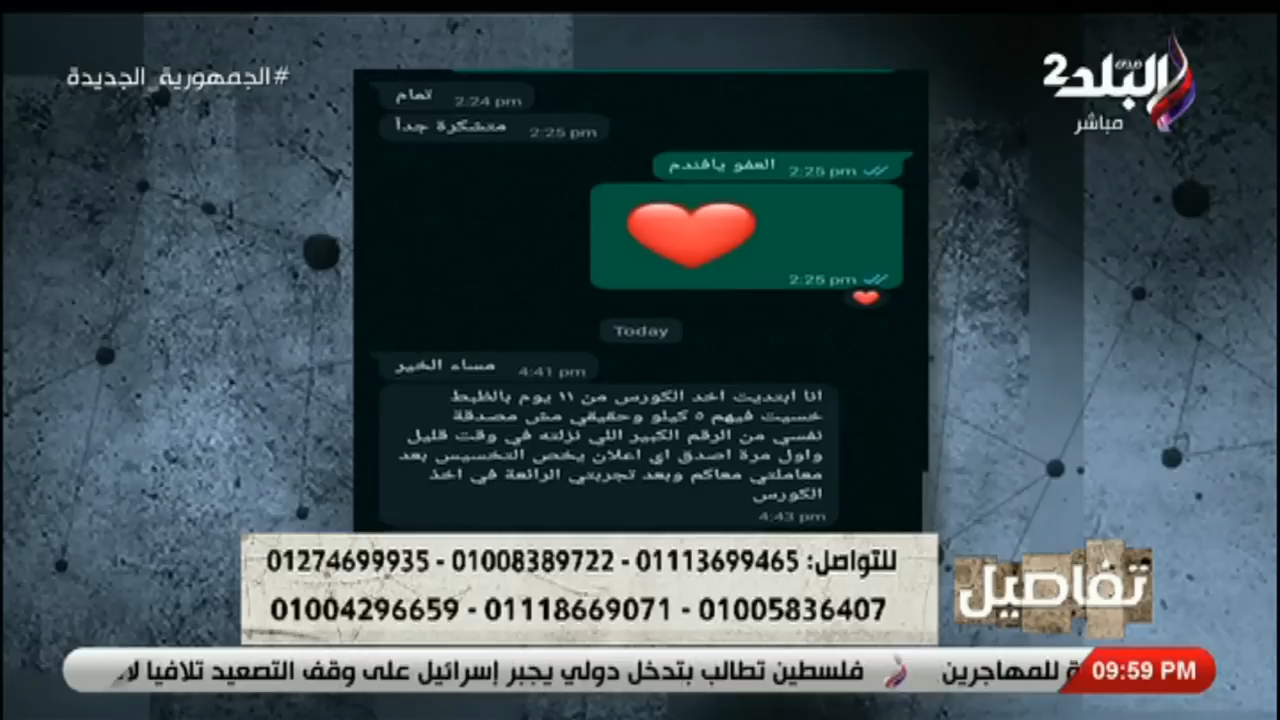 #الجمهورية_الجديدة
صدى
البلد2
مباشر
تمام 2:24 pm
متشكرة جداً 2:25 pm
العفو يافندم 2:25 pm
2:25 pm
Today
مساء الخير 4:41 pm
انا ابتديت اخد الكورس من ١١ يوم بالظبط
خسيت فيهم ٥ كيلو وحقيقي مش مصدقة
نفسي من الرقم الكبير اللي نزلته في وقت قليل
واول مرة اصدق اي اعلان يخص التخسيس بعد
معاملتي معاكم وبعد تجربتي الرائعة في اخد
الكورس
4:43 pm
للتواصل: 01113699465 - 01008389722 - 01274699935
01005836407 - 01118669071 - 01004296659
تفاصيل
09:59 PM
ة للمهاجرين فلسطين تطالب بتدخل دولي يجبر إسرائيل على وقف التصعيد تلافيا لا